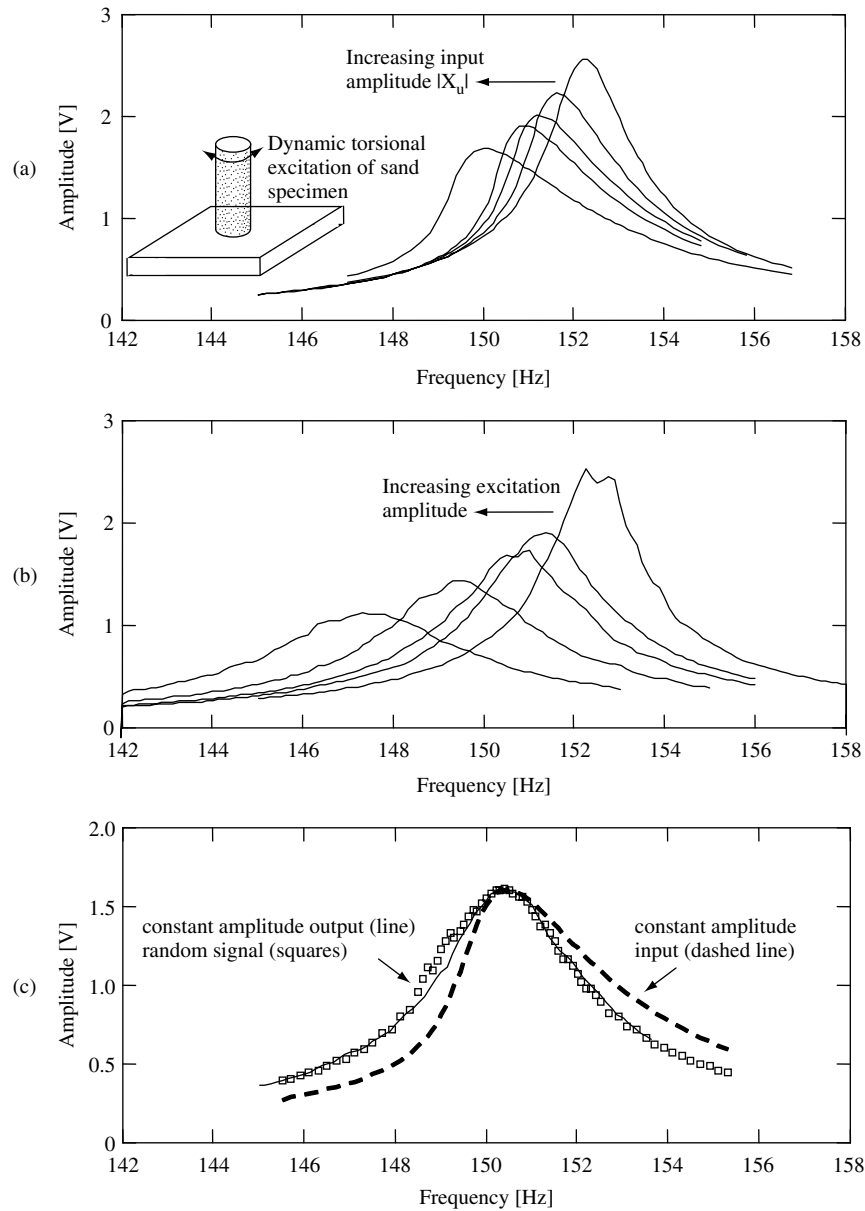 3
Increasing input
amplitude |Xu|
2
Dynamic torsional
excitation of sand
specimen
(a)
Amplitude [V]
1
0
142 144 146 148 150 152 154 156 158
Frequency [Hz]
3
Increasing excitation
amplitude
2
(b)
Amplitude [V]
1
0
142 144 146 148 150 152 154 156 158
Frequency [Hz]
2.0
1.5
constant amplitude output (line)
random signal (squares)
constant amplitude
input (dashed line)
(c)
Amplitude [V]
1.0
0.5
0
142 144 146 148 150 152 154 156 158
Frequency [Hz]